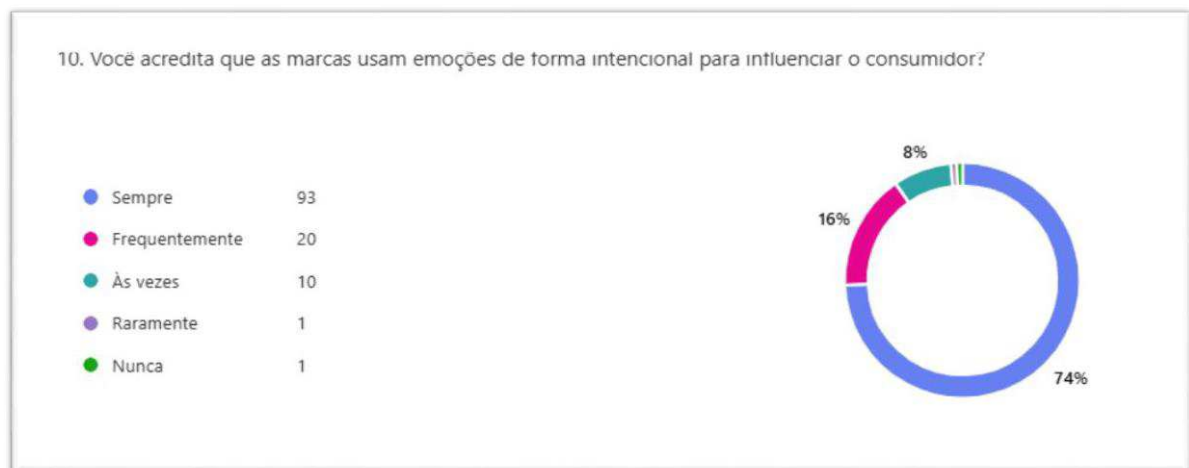 10. Você acredita que as marcas usam emoções de forma intencional para influenciar o consumidor?
Sempre 93
Frequentemente 20
Às vezes 10
Raramente 1
Nunca 1
8%
16%
74%